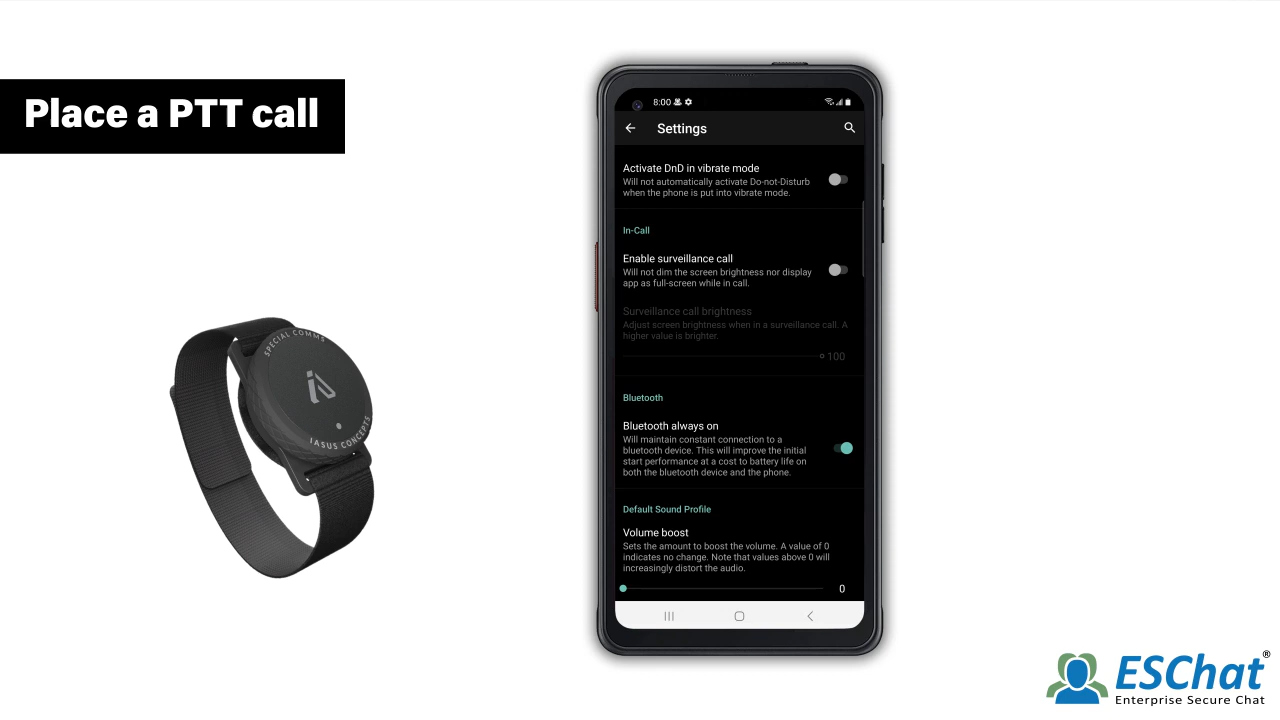 Place a PTT call
8:00
Settings
Activate DnD in vibrate mode
Will not automatically activate Do-not-Disturb
when the phone is put into vibrate mode.
In-Call
Enable surveillance call
Will not dim the screen brightness nor display
app as full-screen while in call.
Surveillance call brightness
Adjust screen brightness when in a surveillance call. A
higher value is brighter.
100
Bluetooth
Bluetooth always on
Will maintain constant connection to a
bluetooth device. This will improve the initial
start performance at a cost to battery life on
both the bluetooth device and the phone.
Default Sound Profile
Volume boost
Sets the amount to boost the volume. A value of 0
indicates no change. Note that values above 0 will
increasingly distort the audio.
0
SPECIAL COMMS
IASUS CONCEPTS
ESChat®
Enterprise Secure Chat